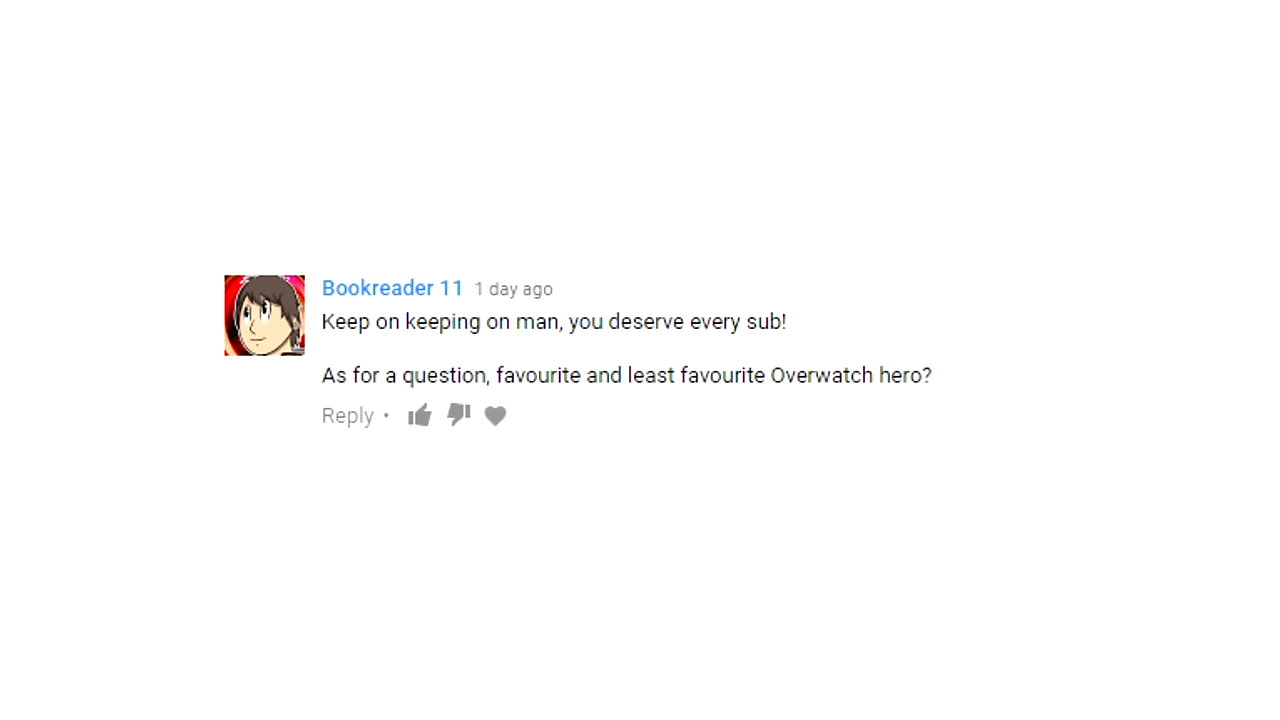 Bookreader 11 1 day ago
Keep on keeping on man, you deserve every sub!
As for a question, favourite and least favourite Overwatch hero?
Reply •